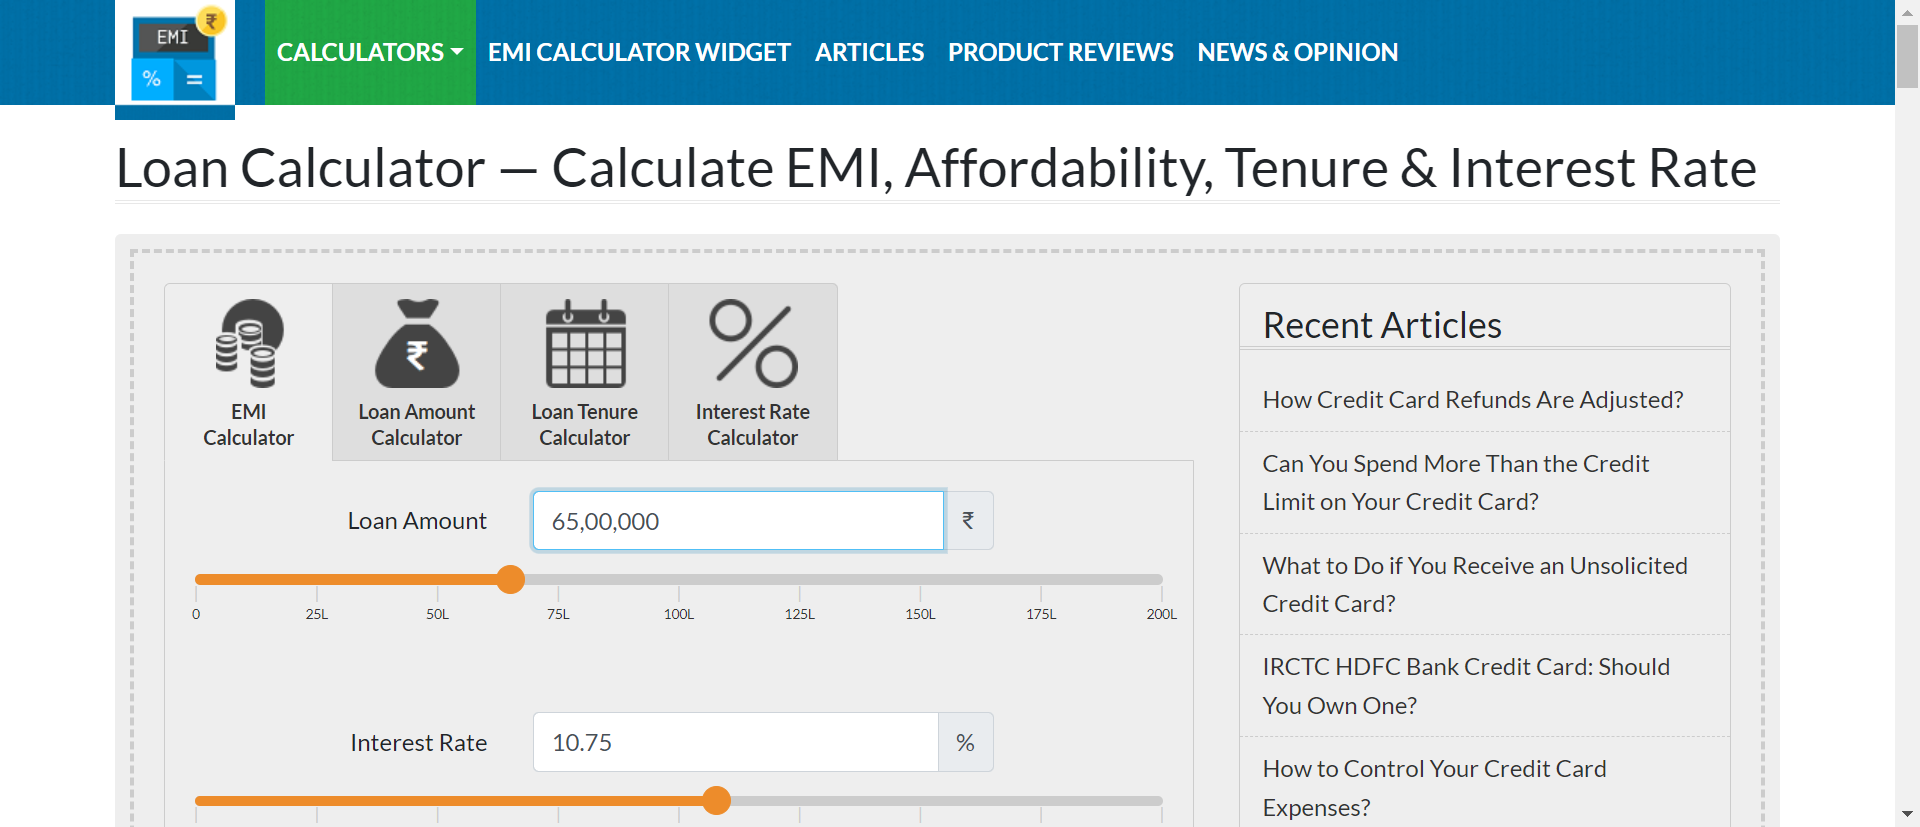 EMI
₹
%
=
CALCULATORS
EMI CALCULATOR WIDGET
ARTICLES
PRODUCT REVIEWS
NEWS & OPINION
Loan Calculator — Calculate EMI, Affordability, Tenure & Interest Rate
EMI
Calculator
₹
Loan Amount
Calculator
Loan Tenure
Calculator
Interest Rate
Calculator
Loan Amount
65,00,000
₹
0 25L 50L 75L 100L 125L 150L 175L 200L
Interest Rate
10.75
%
Recent Articles
How Credit Card Refunds Are Adjusted?
Can You Spend More Than the Credit
Limit on Your Credit Card?
What to Do if You Receive an Unsolicited
Credit Card?
IRCTC HDFC Bank Credit Card: Should
You Own One?
How to Control Your Credit Card
Expenses?